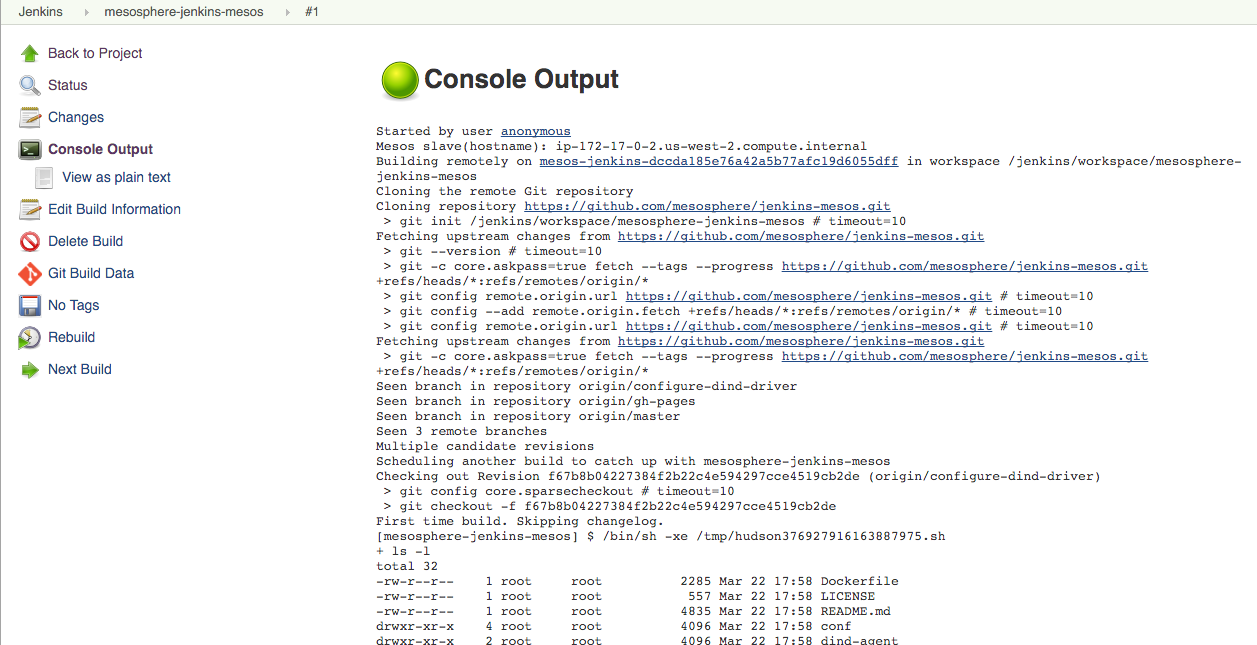 Jenkins mesosphere-jenkins-mesos #1
Back to Project
Status
Changes
Console Output
View as plain text
Edit Build Information
Delete Build
Git Build Data
No Tags
Rebuild
Next Build
Console Output
Started by user anonymous
Mesos slave(hostname): ip-172-17-0-2.us-west-2.compute.internal
Building remotely on mesos-jenkins-dccda185e76a42a5b77afc19d6055dff in workspace /jenkins/workspace/mesosphere-
jenkins-mesos
Cloning the remote Git repository
Cloning repository https://github.com/mesosphere/jenkins-mesos.git
 > git init /jenkins/workspace/mesosphere-jenkins-mesos # timeout=10
Fetching upstream changes from https://github.com/mesosphere/jenkins-mesos.git
 > git --version # timeout=10
 > git -c core.askpass=true fetch --tags --progress https://github.com/mesosphere/jenkins-mesos.git
+refs/heads/*:refs/remotes/origin/*
 > git config remote.origin.url https://github.com/mesosphere/jenkins-mesos.git # timeout=10
 > git config --add remote.origin.fetch +refs/heads/*:refs/remotes/origin/* # timeout=10
 > git config remote.origin.url https://github.com/mesosphere/jenkins-mesos.git # timeout=10
Fetching upstream changes from https://github.com/mesosphere/jenkins-mesos.git
 > git -c core.askpass=true fetch --tags --progress https://github.com/mesosphere/jenkins-mesos.git
+refs/heads/*:refs/remotes/origin/*
Seen branch in repository origin/configure-dind-driver
Seen branch in repository origin/gh-pages
Seen branch in repository origin/master
Seen 3 remote branches
Multiple candidate revisions
Scheduling another build to catch up with mesosphere-jenkins-mesos
Checking out Revision f67b8b04227384f2b22c4e594297cce4519cb2de (origin/configure-dind-driver)
 > git config core.sparsecheckout # timeout=10
 > git checkout -f f67b8b04227384f2b22c4e594297cce4519cb2de
First time build. Skipping changelog.
[mesosphere-jenkins-mesos] $ /bin/sh -xe /tmp/hudson376927916163887975.sh
+ ls -l
total 32
-rw-r--r--    1 root     root          2285 Mar 22 17:58 Dockerfile
-rw-r--r--    1 root     root           557 Mar 22 17:58 LICENSE
-rw-r--r--    1 root     root          4835 Mar 22 17:58 README.md
drwxr-xr-x    4 root     root          4096 Mar 22 17:58 conf
drwxr-xr-x    2 root     root          4096 Mar 22 17:58 dind-agent